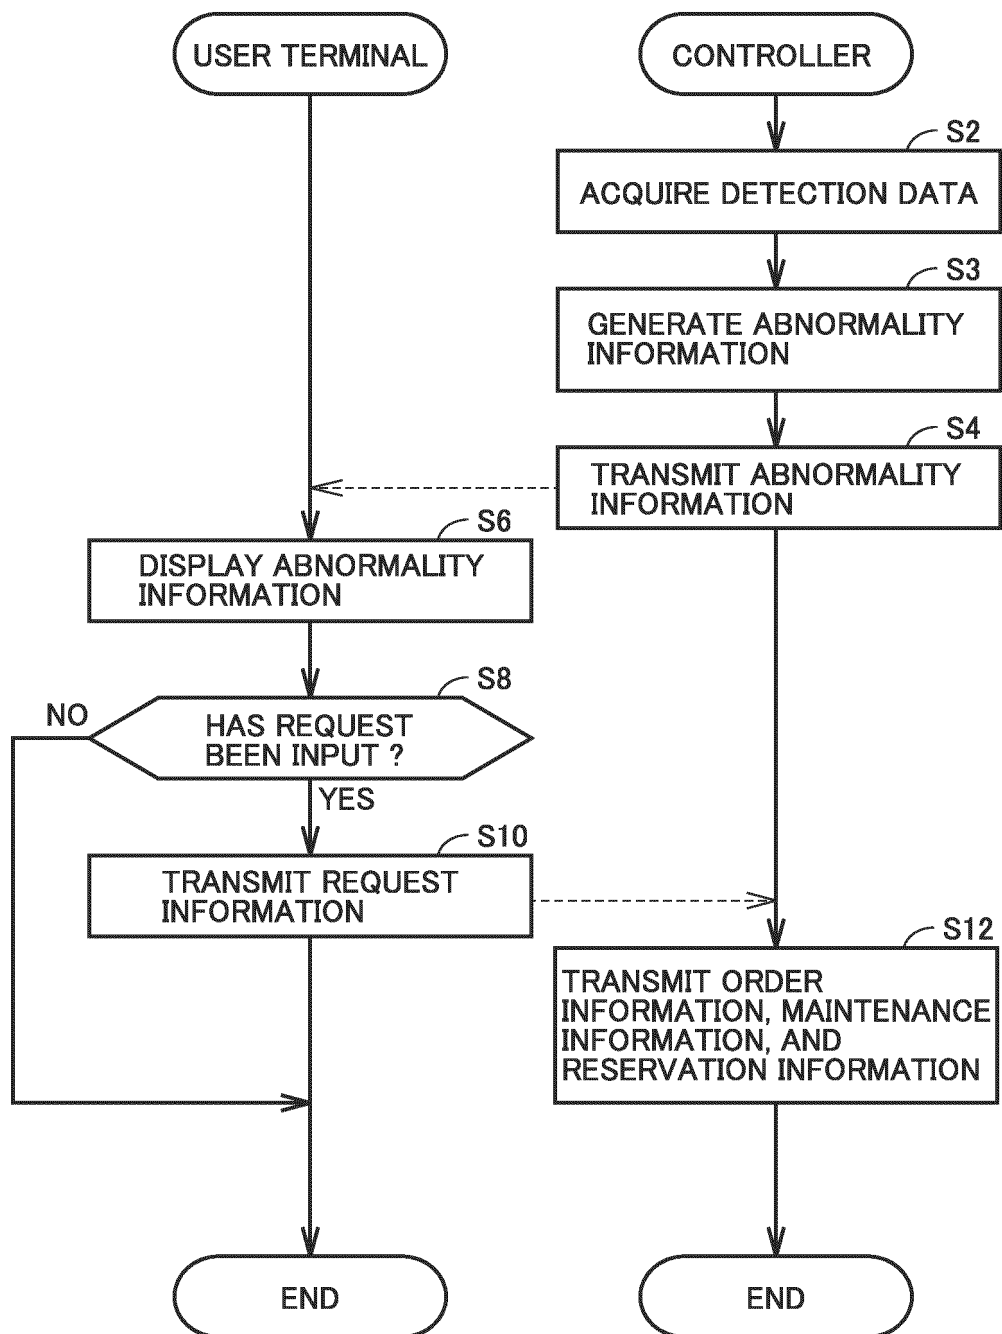 USER TERMINAL
CONTROLLER
S2
ACQUIRE DETECTION DATA
S3
GENERATE ABNORMALITY
INFORMATION
S4
TRANSMIT ABNORMALITY
INFORMATION
S6
DISPLAY ABNORMALITY
INFORMATION
S8
NO
HAS REQUEST
BEEN INPUT ?
YES
S10
TRANSMIT REQUEST
INFORMATION
S12
TRANSMIT ORDER
INFORMATION, MAINTENANCE
INFORMATION, AND
RESERVATION INFORMATION
END
END